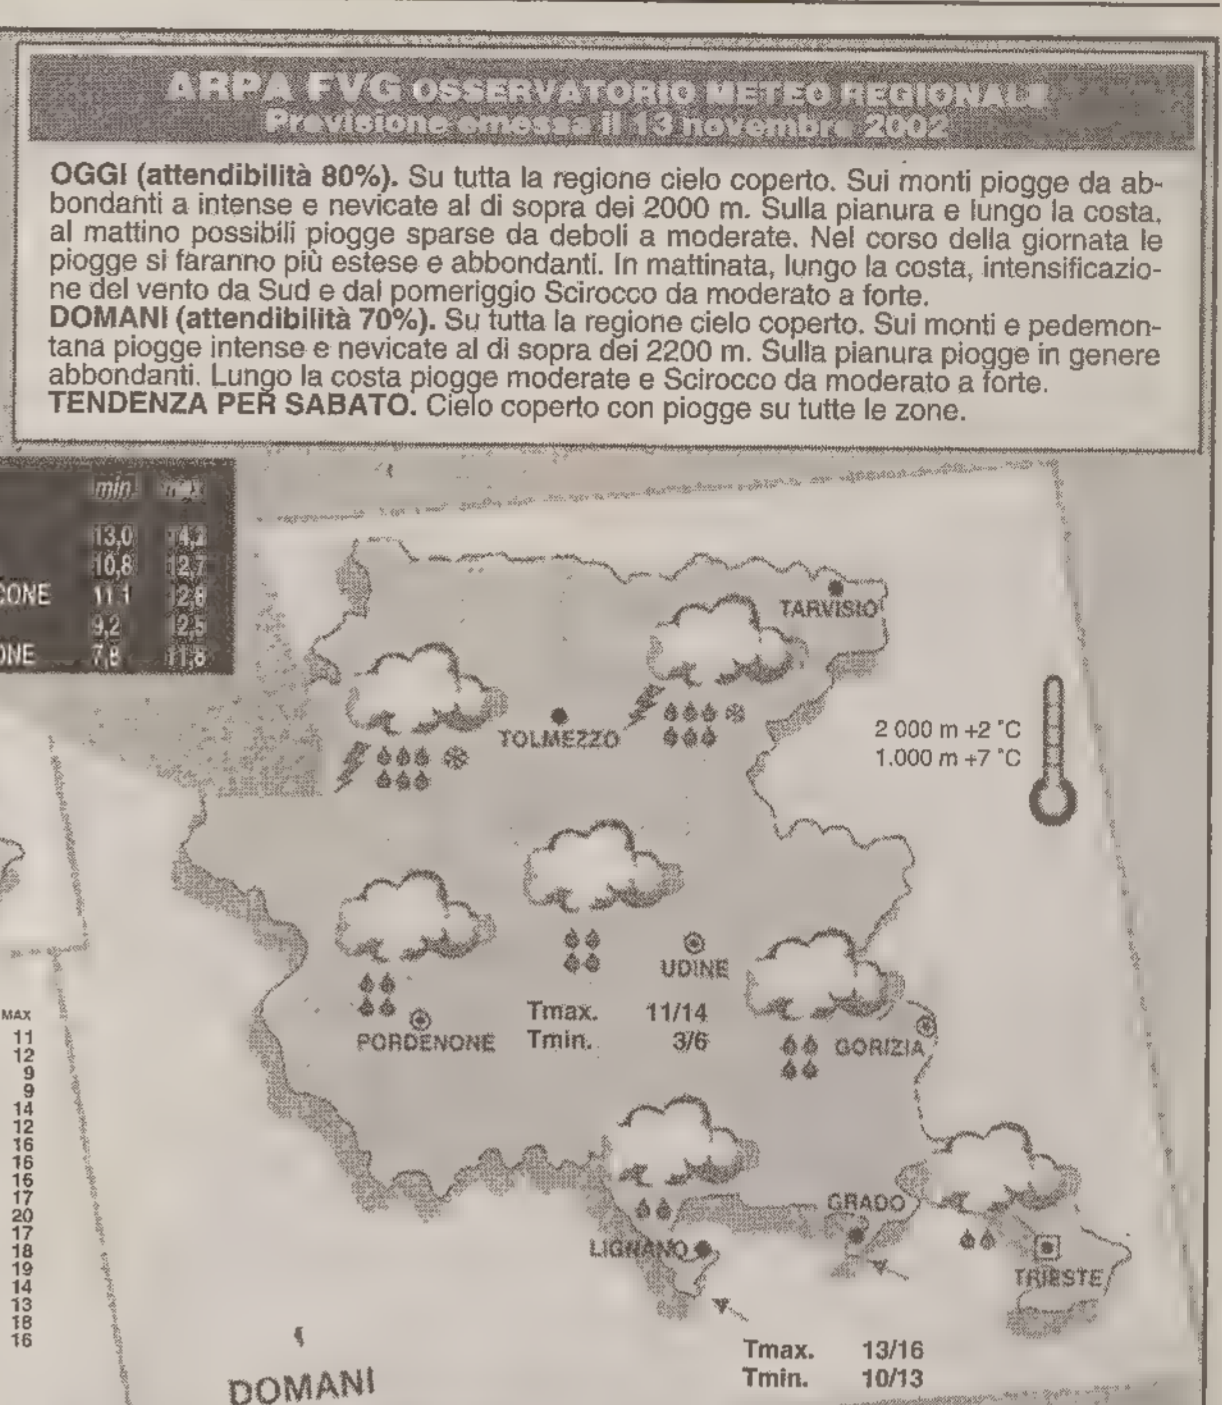 ARPA FVG OSSERVATORIO METEO REGIONALE
Previsione emessa il 13 novembre 2002
OGGI (attendibilità 80%). Su tutta la regione cielo coperto. Sui monti piogge da ab-
bondanti a intense e nevicate al di sopra dei 2000 m. Sulla pianura e lungo la costa,
al mattino possibili piogge sparse da deboli a moderate. Nel corso della giornata le
piogge si faranno più estese e abbondanti. In mattinata, lungo la costa, intensificazio-
ne del vento da Sud e dal pomeriggio Scirocco da moderato a forte.
DOMANI (attendibilità 70%). Su tutta la regione cielo coperto. Sui monti e pedemon-
tana piogge intense e nevicate al di sopra dei 2200 m. Sulla pianura piogge in genere
abbondanti. Lungo la costa piogge moderate e Scirocco da moderato a forte.
TENDENZA PER SABATO. Cielo coperto con piogge su tutte le zone.
min
13,0
10,8
CONE 11,1
9,2
ONE 7,8 11,8
TARVISIO
TOLMEZZO
2 000 m +2 °C
1.000 m +7 °C
UDINE
PORDENONE
Tmax. 11/14
Tmin. 3/6
GORIZIA
MAX
11
12
9
9
14
12
16
16
17
20
17
18
19
14
13
18
16
GRADO
LIGNANO
TRIESTE
Tmax. 13/16
Tmin. 10/13
DOMANI